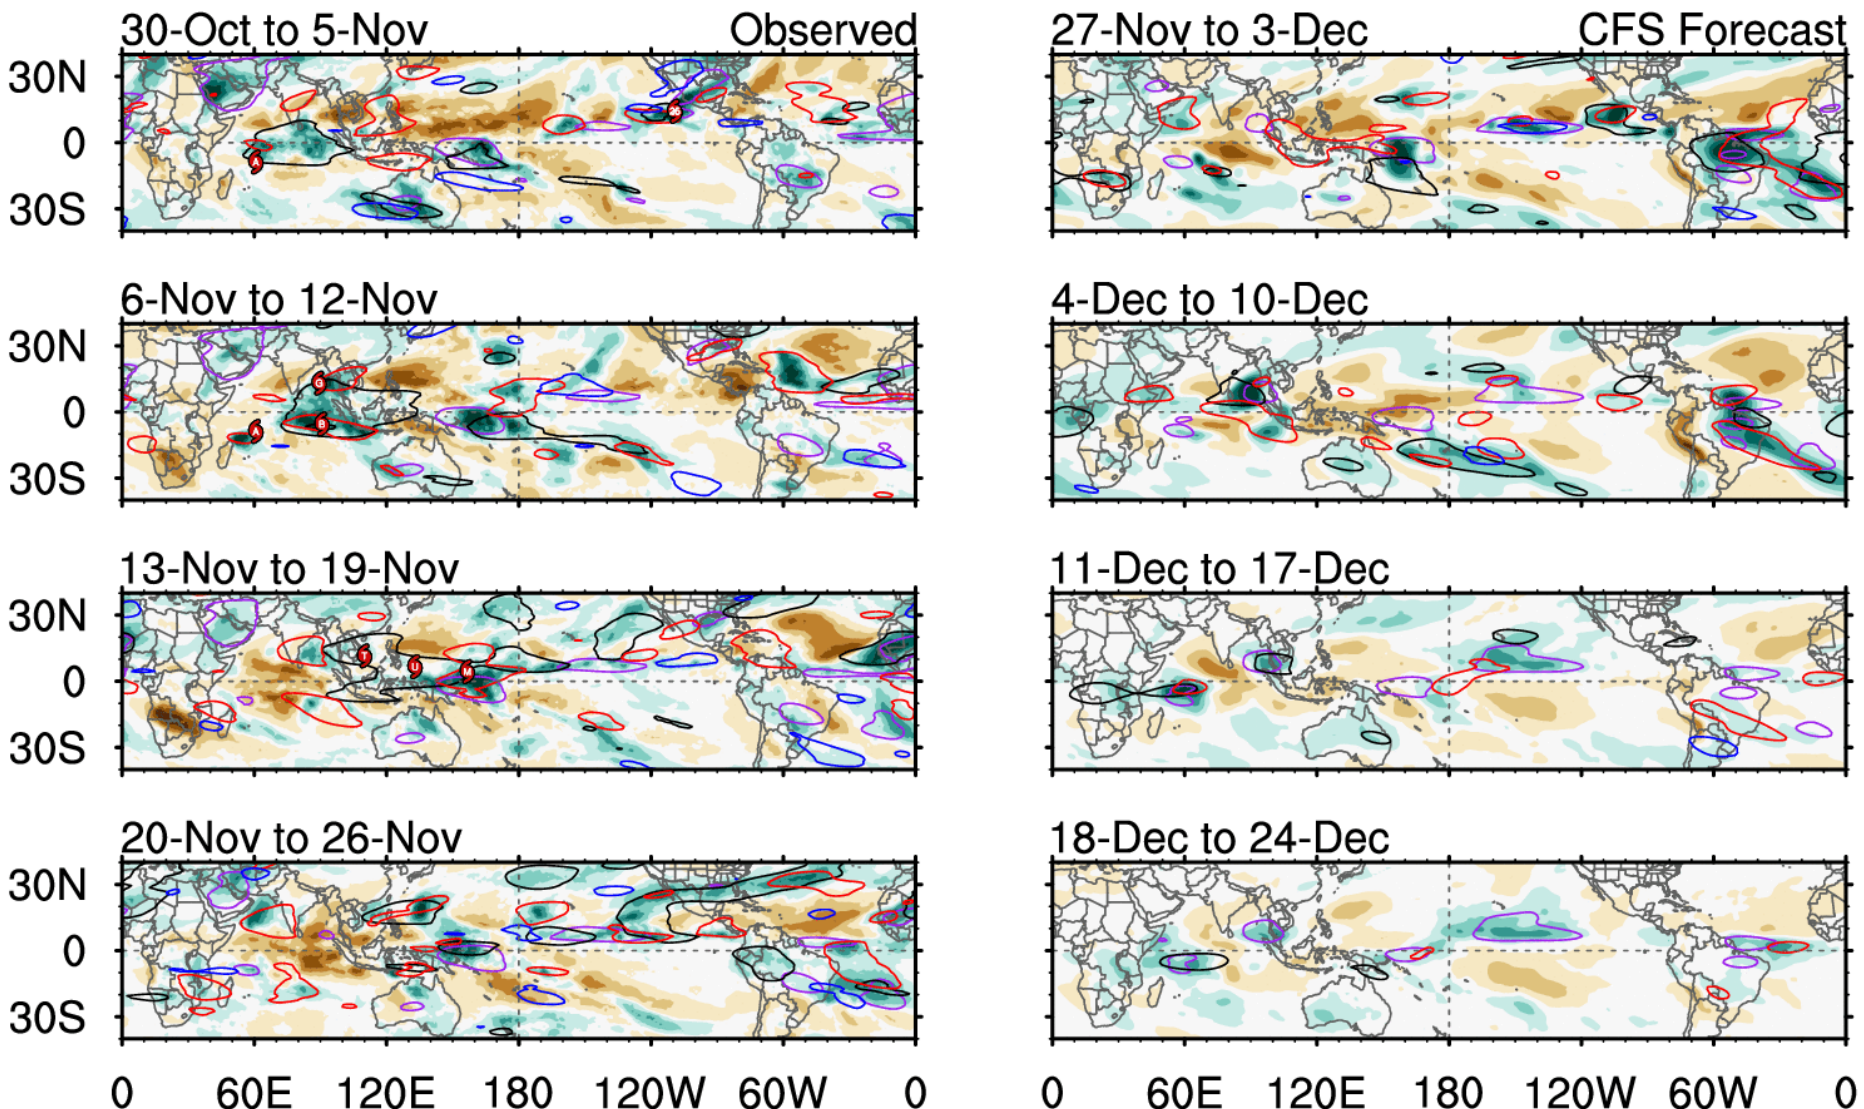 30-Oct to 5-Nov Observed
30N
0
30S
6-Nov to 12-Nov
30N
0
30S
13-Nov to 19-Nov
30N
0
30S
20-Nov to 26-Nov
30N
0
30S
0 60E 120E 180 120W 60W 0
27-Nov to 3-Dec CFS Forecast
4-Dec to 10-Dec
11-Dec to 17-Dec
18-Dec to 24-Dec
0 60E 120E 180 120W 60W 0
A
G
A
B
T
U
M